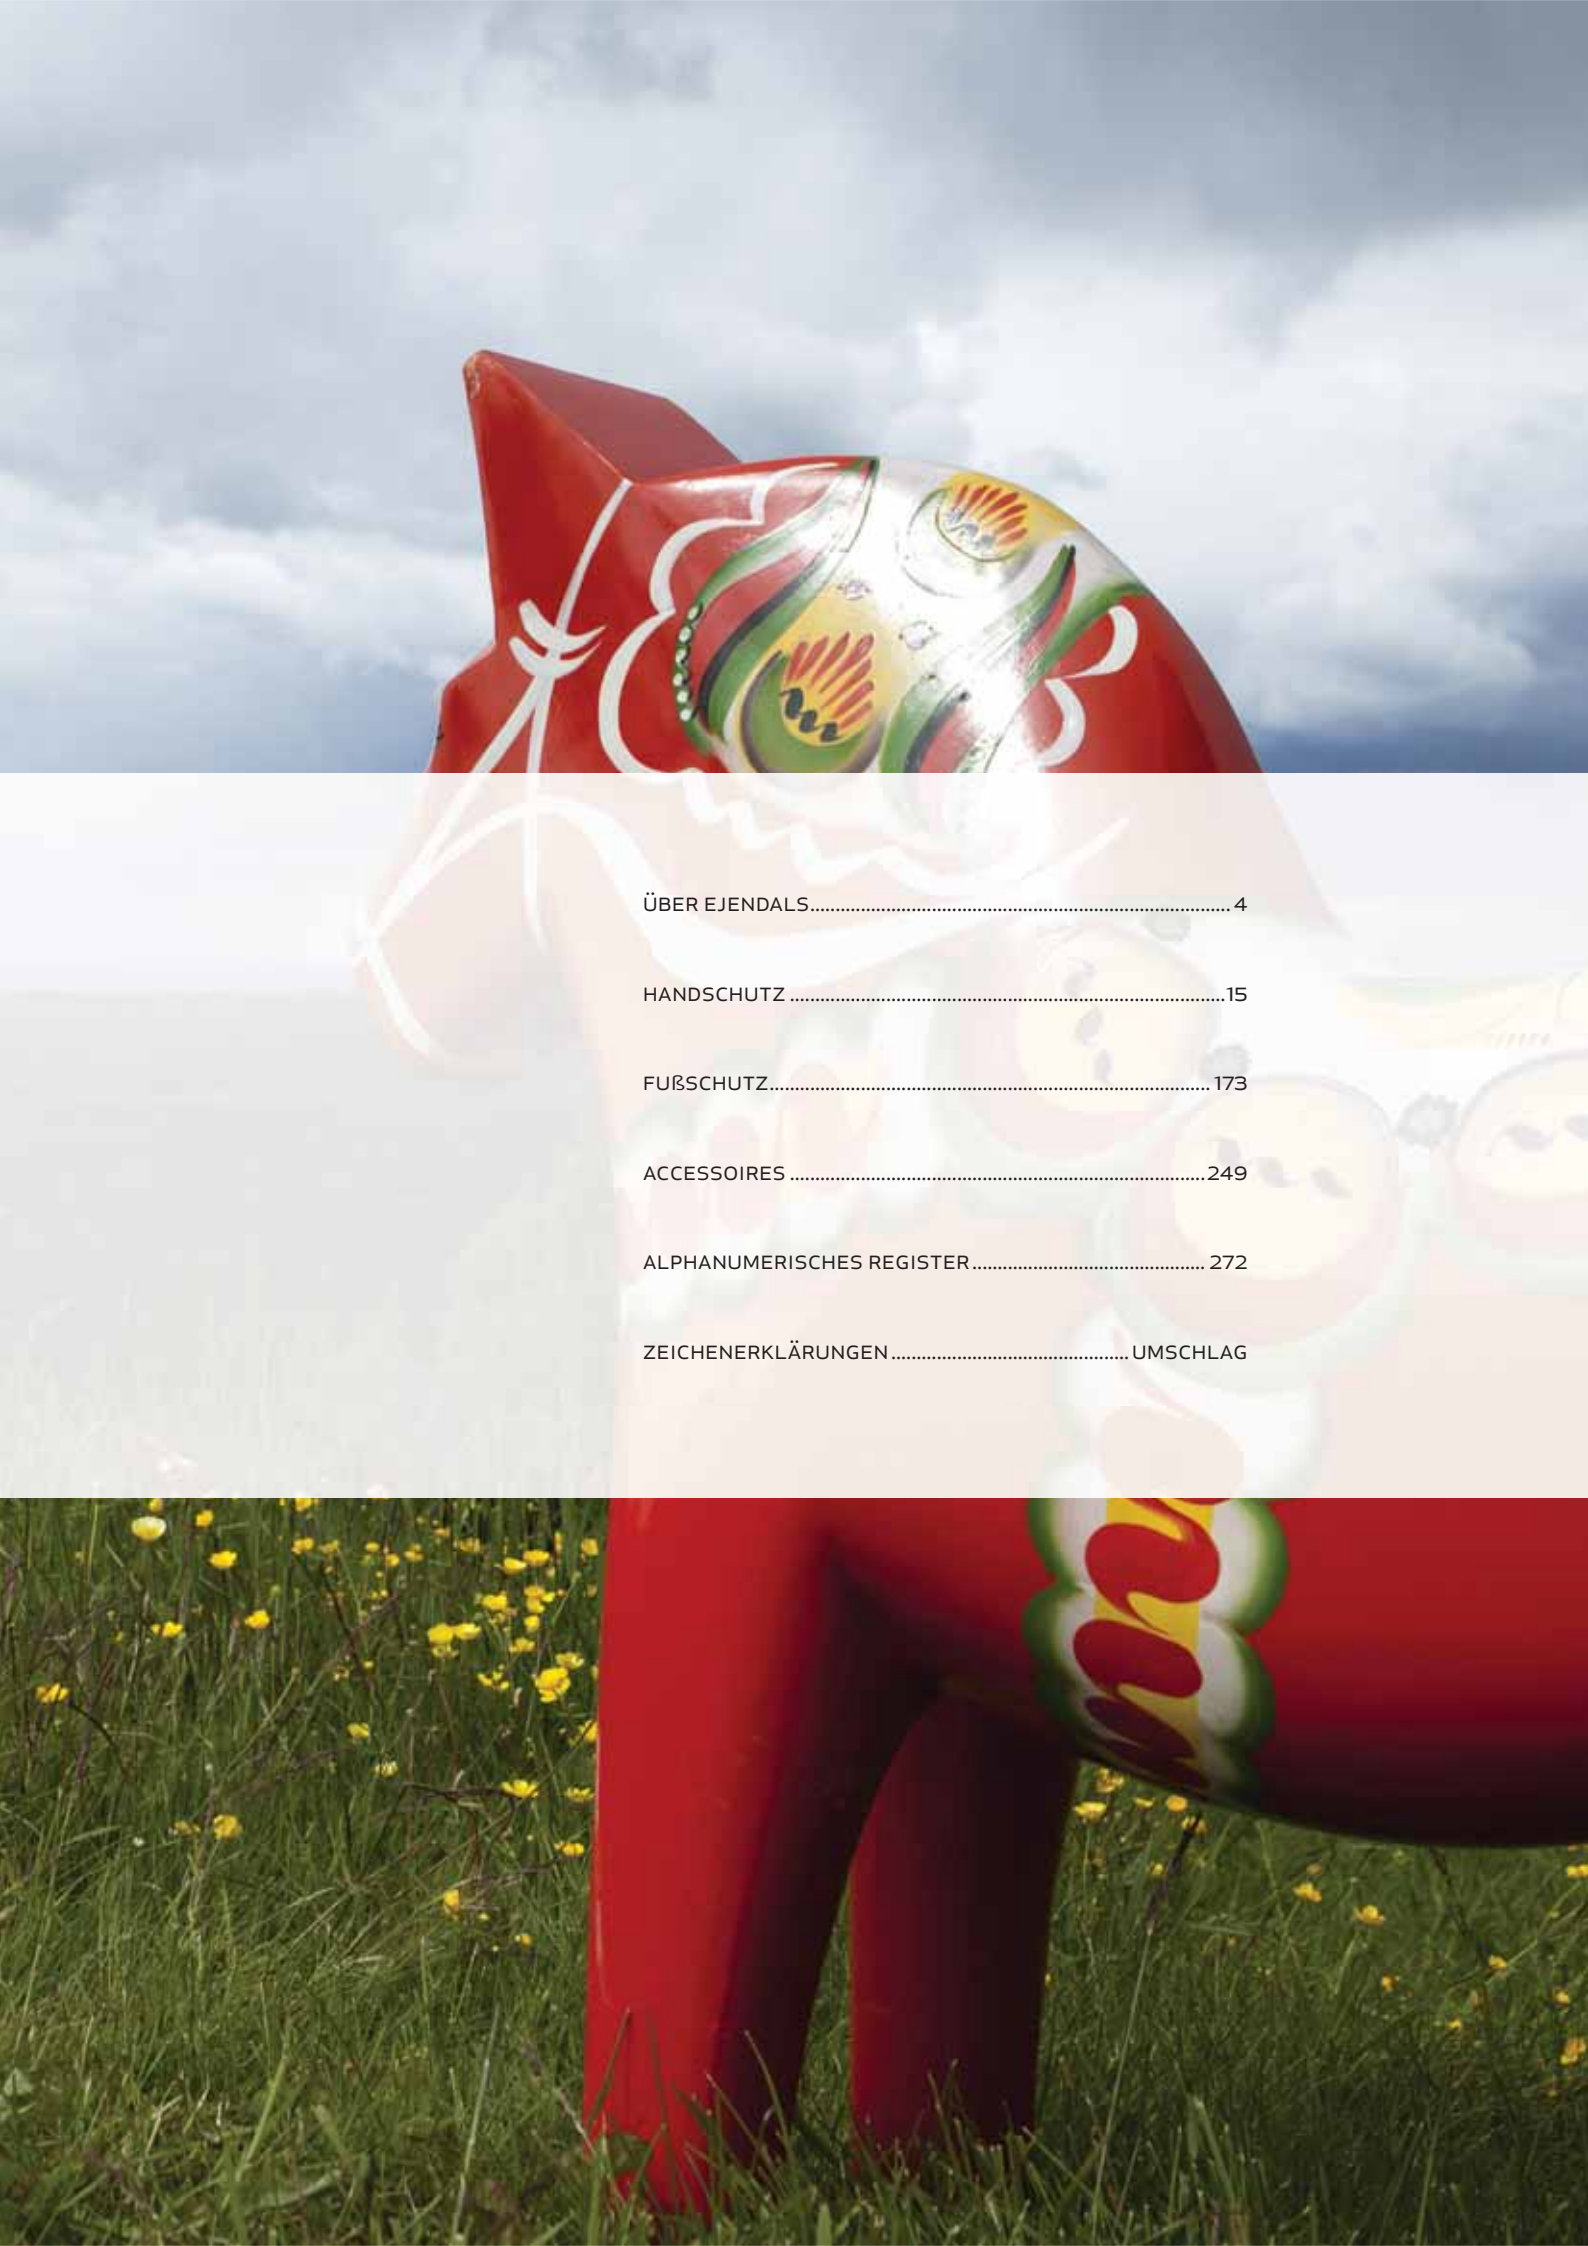 ÜBER EJENDALS.................................................................................... 4
HANDSCHUTZ .......................................................................................15
FUßSCHUTZ........................................................................................ 173
ACCESSOIRES ...................................................................................249
ALPHANUMERISCHES REGISTER.............................................. 272
ZEICHENERKLÄRUNGEN............................................... UMSCHLAG